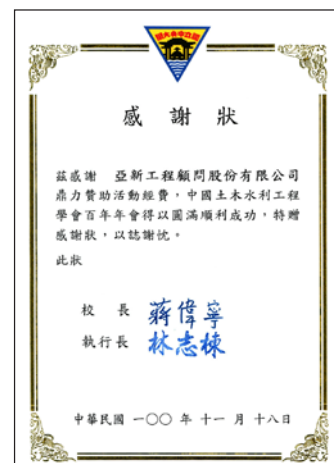 國立中央大學
感謝狀
茲感謝 亞新工程顧問股份有限公司
鼎力贊助活動經費，中國土木水利工程
學會百年年會得以圓滿順利成功，特贈
感謝狀，以誌謝忱。
此狀
校 長 蔣偉寧
執行長 林志棟
中華民國 一〇〇 年 十一 月 十八日